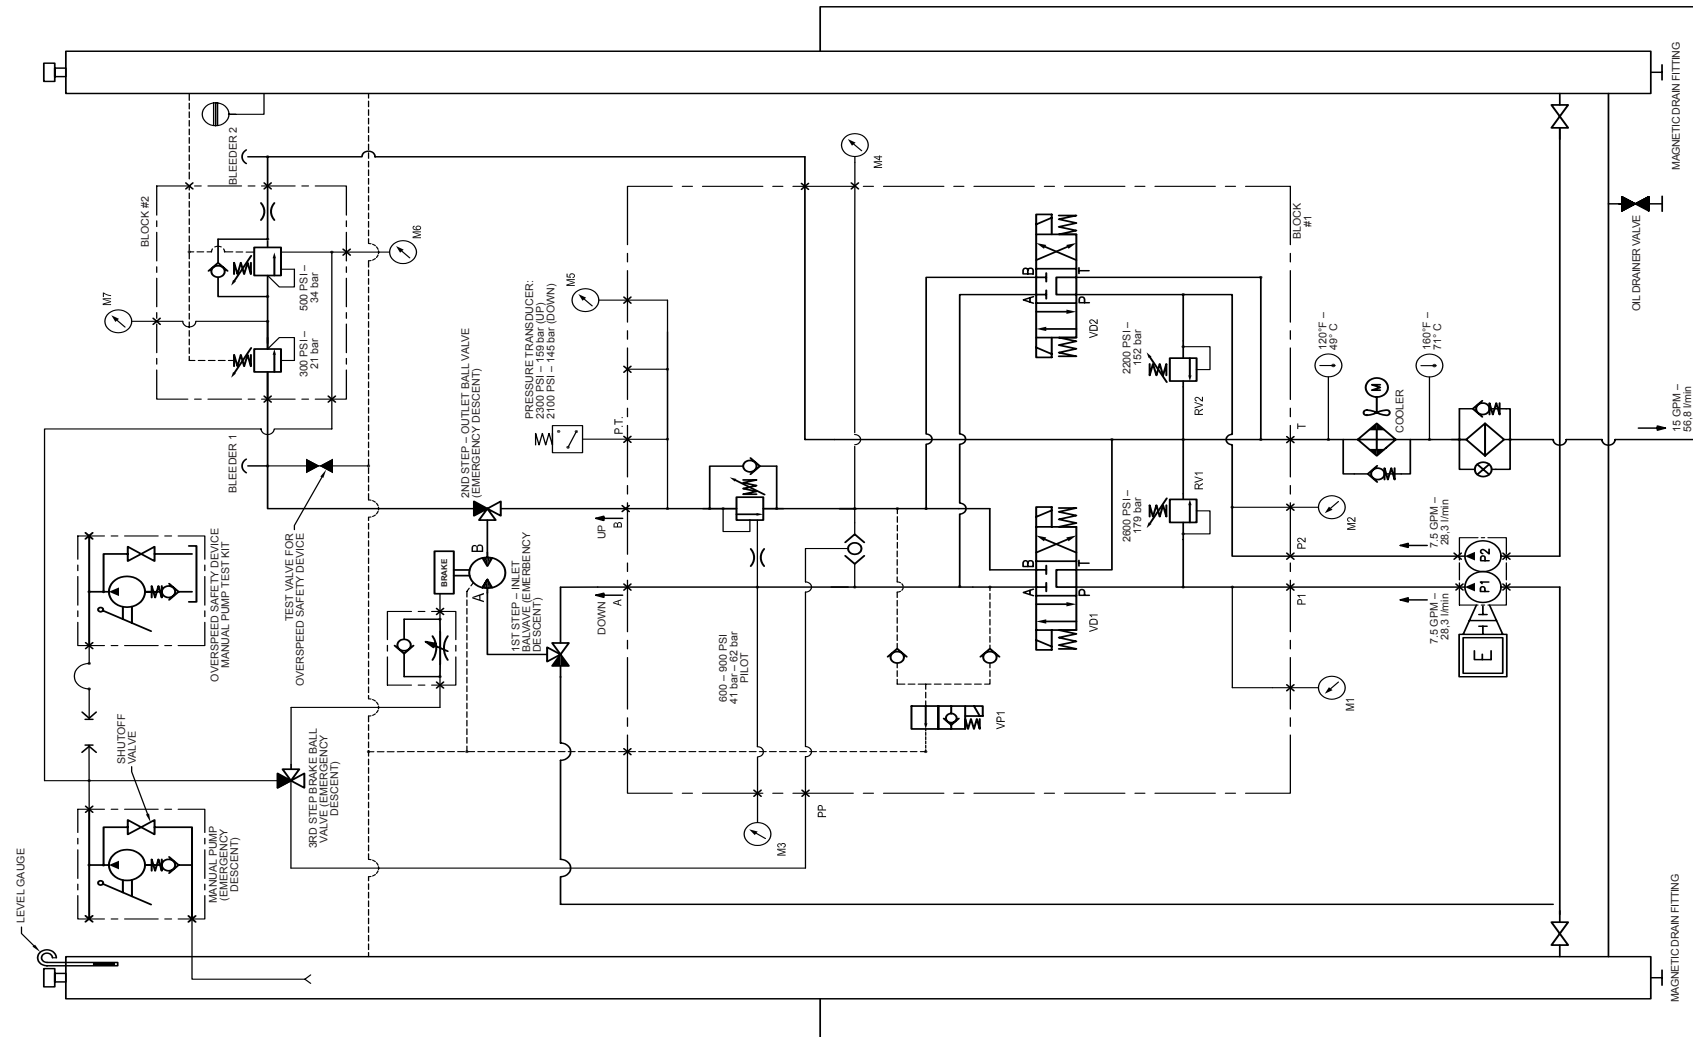 LEVEL GAUGE
MANUAL PUMP
(EMERGENCY
DESCENT)
SHUTOFF
VALVE
OVERSPEED SAFETY DEVICE
MANUAL PUMP TEST KIT
TEST VALVE FOR
OVERSPEED SAFETY DEVICE
3RD STEP BRAKE BALL
VALVE (EMERGENCY
DESCENT)
M7
BLOCK #2
BLEEDER 2
BLEEDER 1
300 PSI –
21 bar
500 PSI –
34 bar
M6
BRAKE
A
B
1ST STEP – INLET
BALVAVE (EMERBENCY
DESCENT)
2ND STEP – OUTLET BALL VALVE
(EMERGENCY DESCENT)
PRESSURE TRANSDUCER:
2300 PSI – 159 bar (UP)
2100 PSI – 145 bar (DOWN)
M5
P.T.
UP
B
DOWN
A
600 – 900 PSI
41 bar – 62 bar
PILOT
M3
PP
M4
VP1
A
B
P
T
VD1
A
B
P
T
VD2
2600 PSI –
179 bar
RV1
2200 PSI –
152 bar
RV2
BLOCK
#1
T
P2
P1
M2
M1
120°F –
49° C
M
COOLER
160°F –
71° C
7.5 GPM –
28,3 l/min
7.5 GPM –
28,3 l/min
P1
P2
E
15 GPM –
56,8 l/min
OIL DRAINER VALVE
MAGNETIC DRAIN FITTING
MAGNETIC DRAIN FITTING